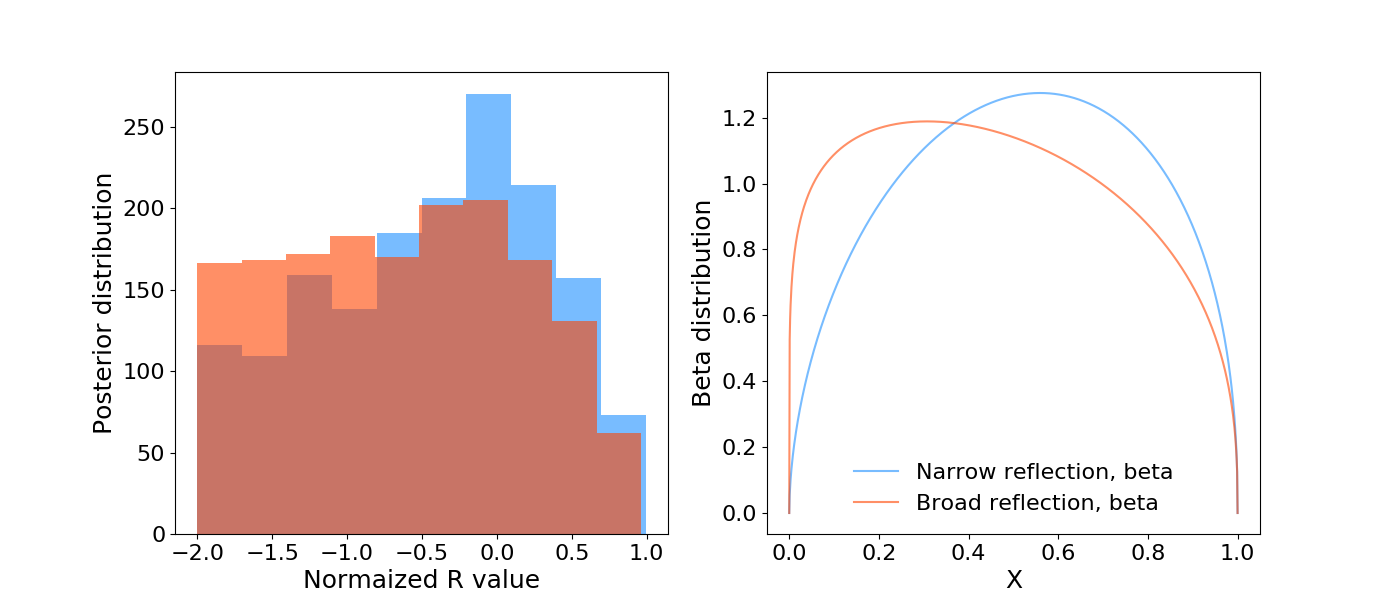 Posterior distribution
250
200
150
100
50
0
−2.0 −1.5 −1.0 −0.5 0.0 0.5 1.0
Normaized R value
Beta distribution
1.2
1.0
0.8
0.6
0.4
0.2
0.0
Narrow reflection, beta
Broad reflection, beta
0.0 0.2 0.4 0.6 0.8 1.0
X